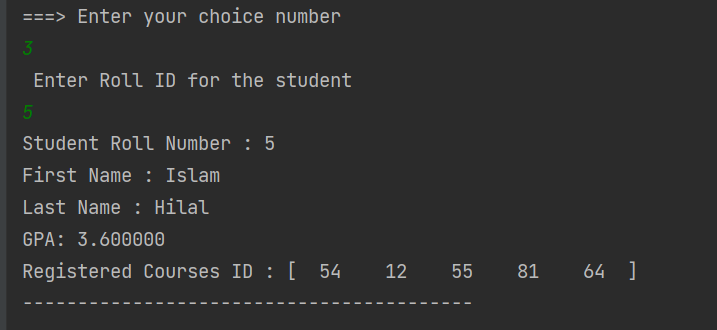 ===> Enter your choice number
3
Enter Roll ID for the student
5
Student Roll Number : 5
First Name : Islam
Last Name : Hilal
GPA: 3.600000
Registered Courses ID : [  54    12    55    81    64  ]
-----------------------------------------